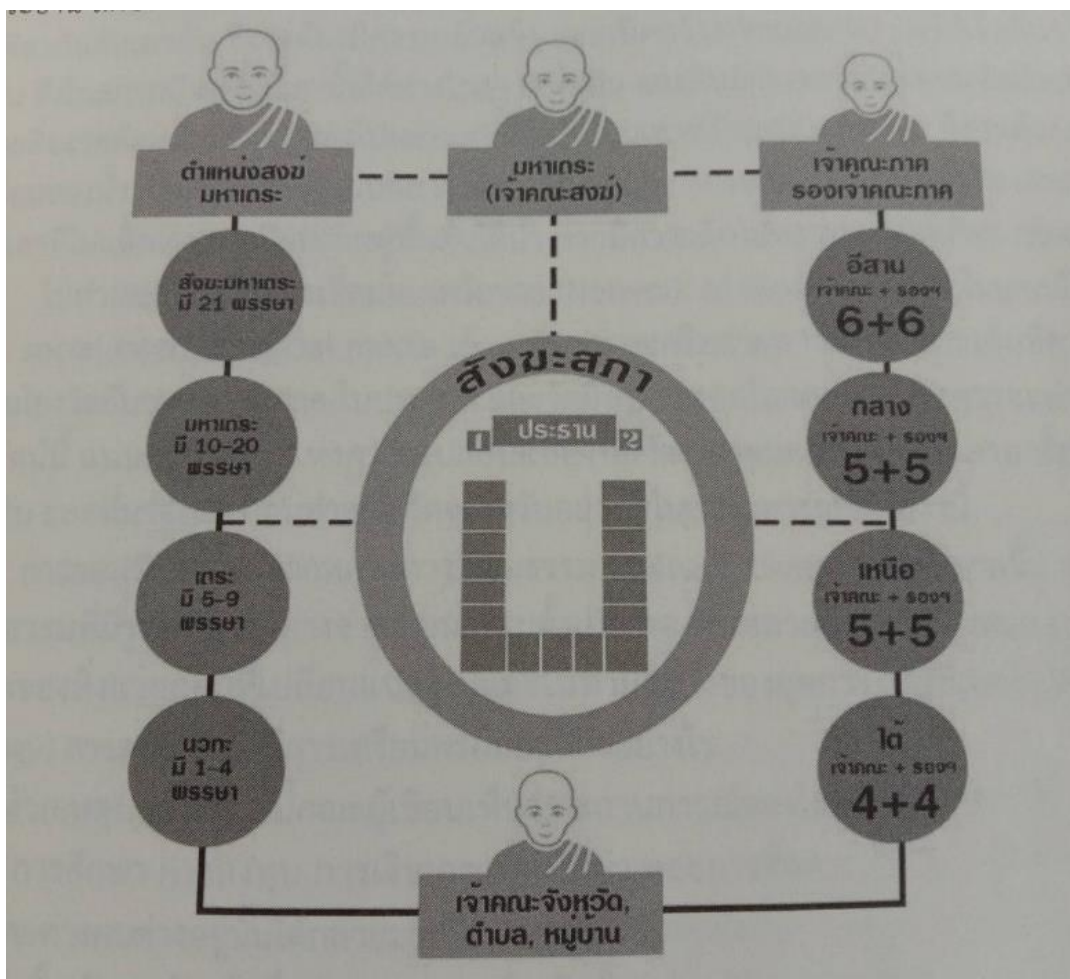 ตำแหน่งสงฆ์
มหาเถระ
มหาเถระ
(เจ้าคณะสงฆ์)
เจ้าคณะภาค
รองเจ้าคณะภาค
สังฆะมหาเถระ
มี 21 พรรษา
มหาเถระ
มี 10-20
พรรษา
เถระ
มี 5-9
พรรษา
นวกะ
มี 1-4
พรรษา
สังฆะสภา
1 ประธาน 2
อีสาน
เจ้าคณะ + รองฯ
6+6
กลาง
เจ้าคณะ + รองฯ
5+5
เหนือ
เจ้าคณะ + รองฯ
5+5
ใต้
เจ้าคณะ + รองฯ
4+4
เจ้าคณะจังหวัด,
ตำบล, หมู่บ้าน